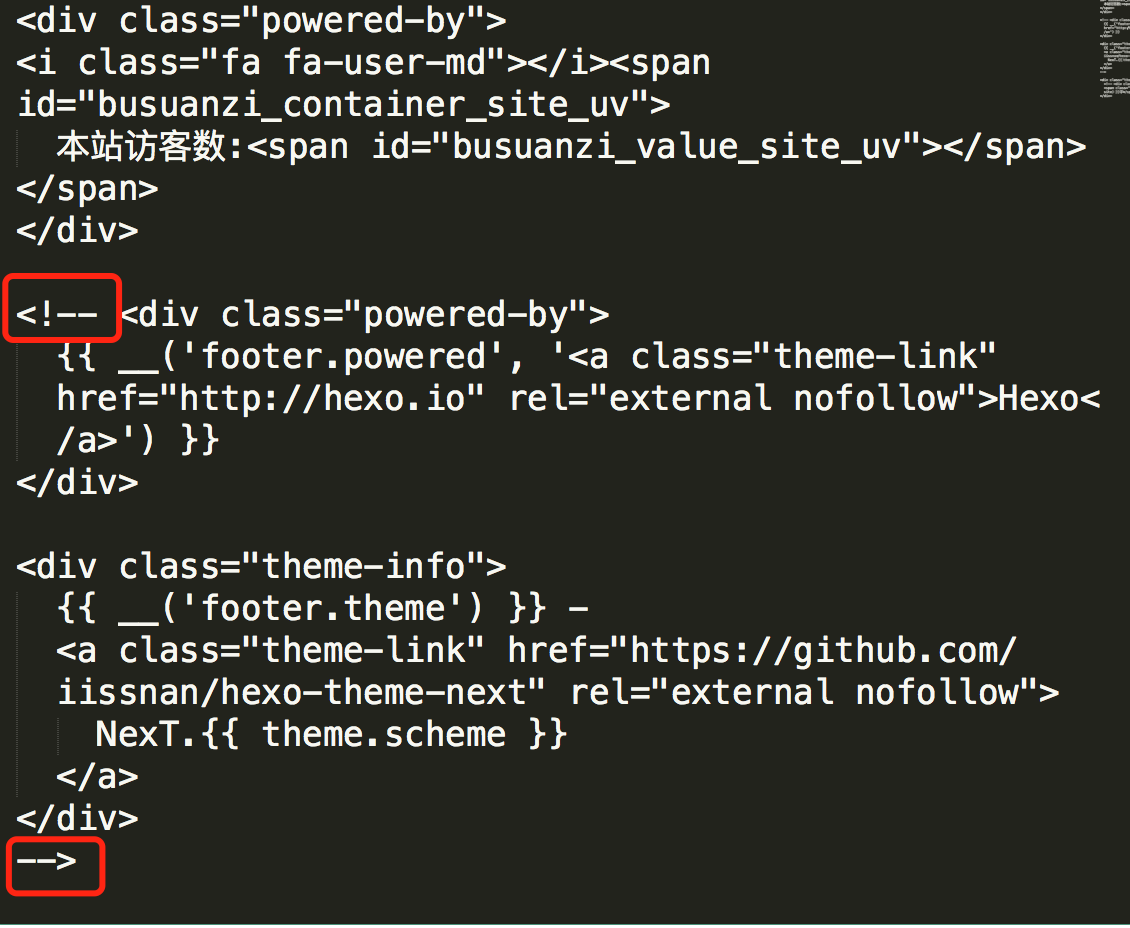 <div class="powered-by">
<i class="fa fa-user-md"></i><span
id="busuanzi_container_site_uv">
  本站访客数:<span id="busuanzi_value_site_uv"></span>
</span>
</div>

<!-- <div class="powered-by">
  {{ __('footer.powered', '<a class="theme-link"
  href="http://hexo.io" rel="external nofollow">Hexo<
  /a>') }}
</div>

<div class="theme-info">
  {{ __('footer.theme') }} -
  <a class="theme-link" href="https://github.com/
  iissnan/hexo-theme-next" rel="external nofollow">
    NexT.{{ theme.scheme }}
  </a>
</div>
-->